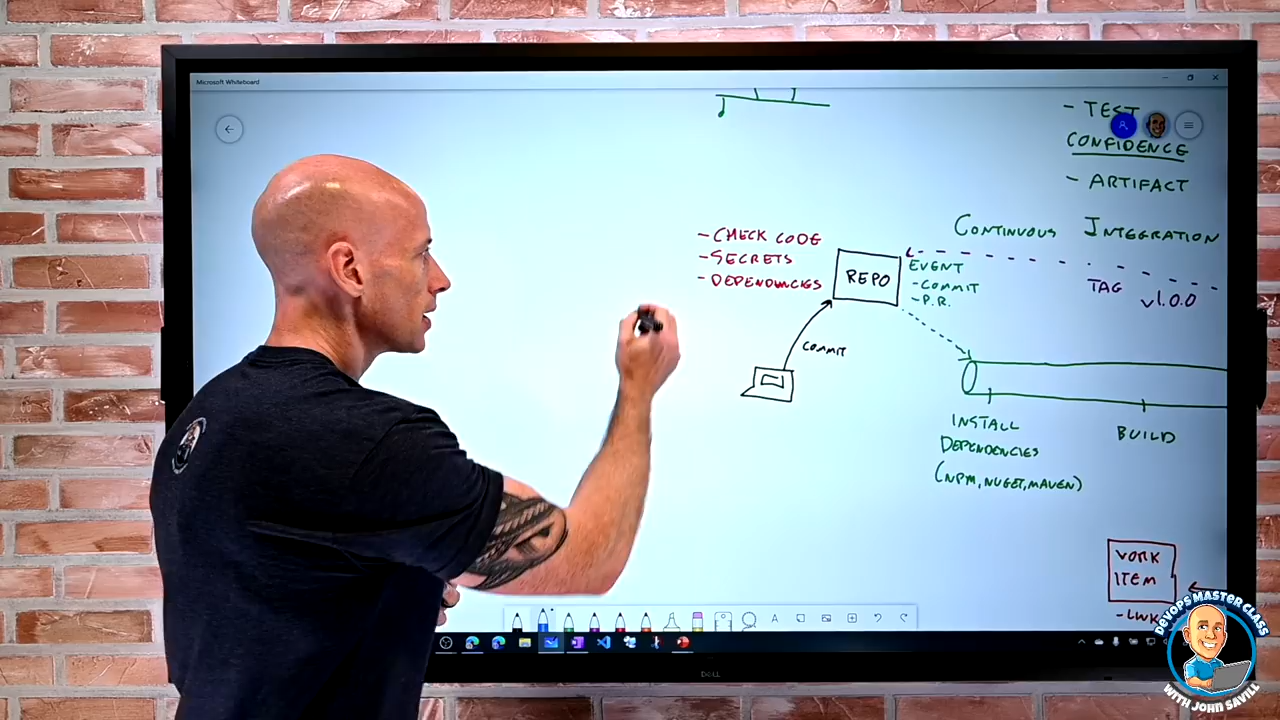 Microsoft Whiteboard
- TEST
CONFIDENCE
- ARTIFACT
CONTINUOUS INTEGRATION
- CHECK CODE
- SECRETS
- DEPENDENCIES
REPO
EVENT
- COMMIT
- P.R.
TAG
v1.0.0
COMMIT
INSTALL
DEPENDENCIES
(NPM, NUGET, MAVEN)
BUILD
WORK
ITEM
DELL
DEVOPS MASTER CLASS
WITH JOHN SAVILL